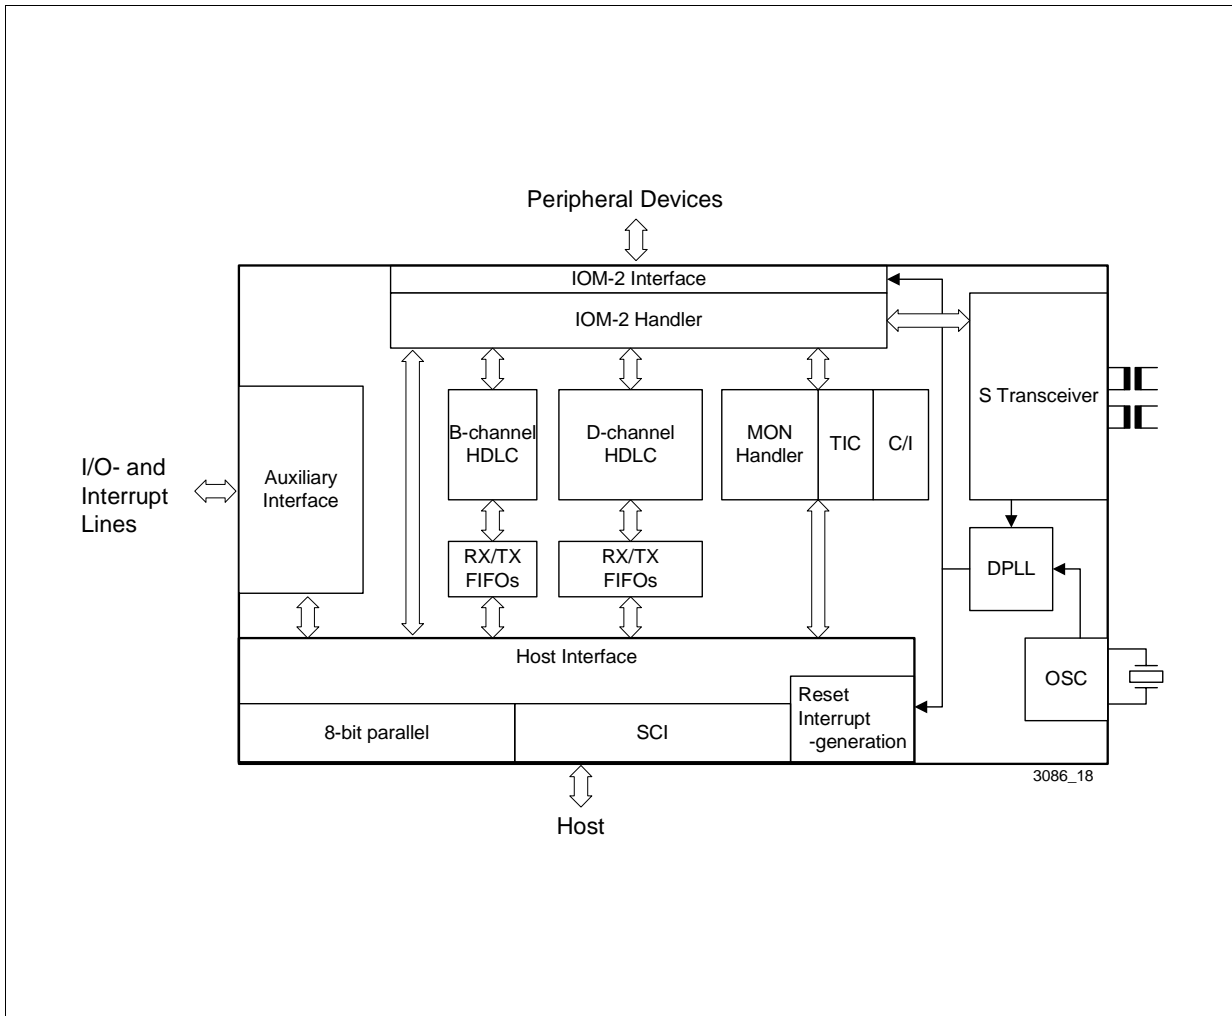 Peripheral Devices
IOM-2 Interface
IOM-2 Handler
S Transceiver
B-channel
HDLC
D-channel
HDLC
MON
Handler
TIC
C/I
I/O- and
Interrupt
Lines
Auxiliary
Interface
RX/TX
FIFOs
RX/TX
FIFOs
DPLL
Host Interface
OSC
8-bit parallel
SCI
Reset
Interrupt
-generation
3086_18
Host